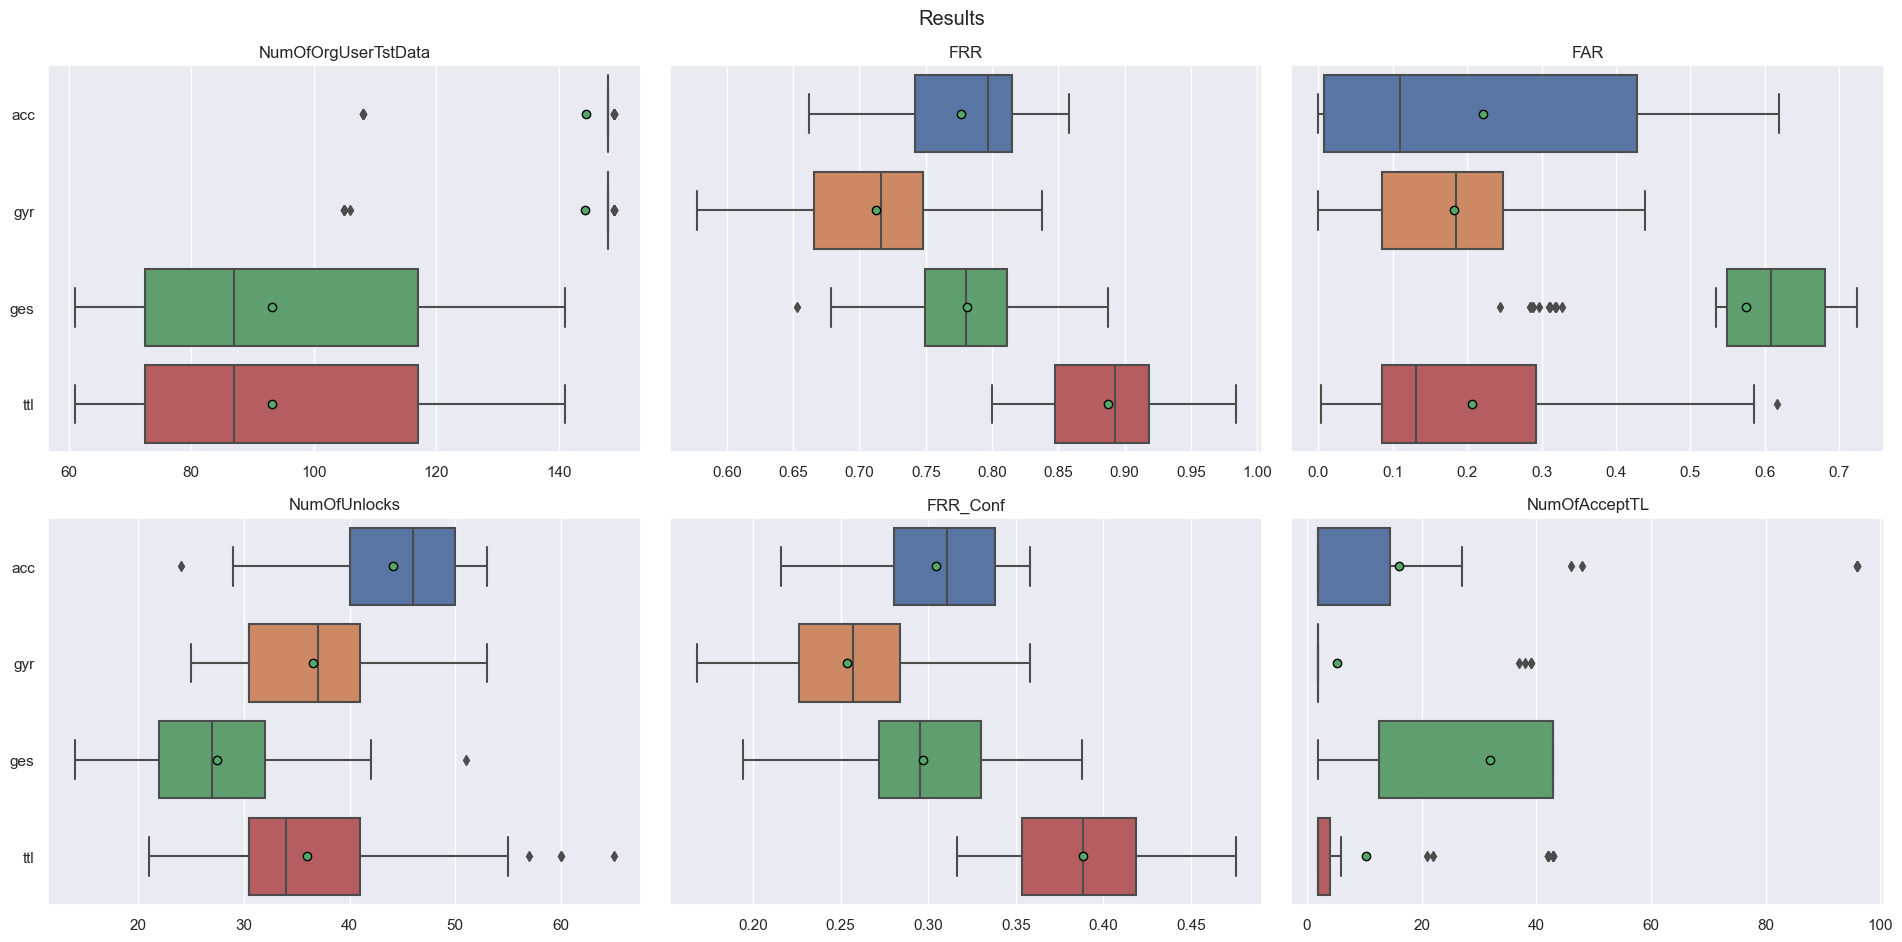 Results
NumOfOrgUserTstData
FRR
FAR
acc
gyr
ges
ttl
60 80 100 120 140
0.60 0.65 0.70 0.75 0.80 0.85 0.90 0.95 1.00
0.0 0.1 0.2 0.3 0.4 0.5 0.6 0.7
NumOfUnlocks
FRR_Conf
NumOfAcceptTL
acc
gyr
ges
ttl
20 30 40 50 60
0.20 0.25 0.30 0.35 0.40 0.45
0 20 40 60 80 100